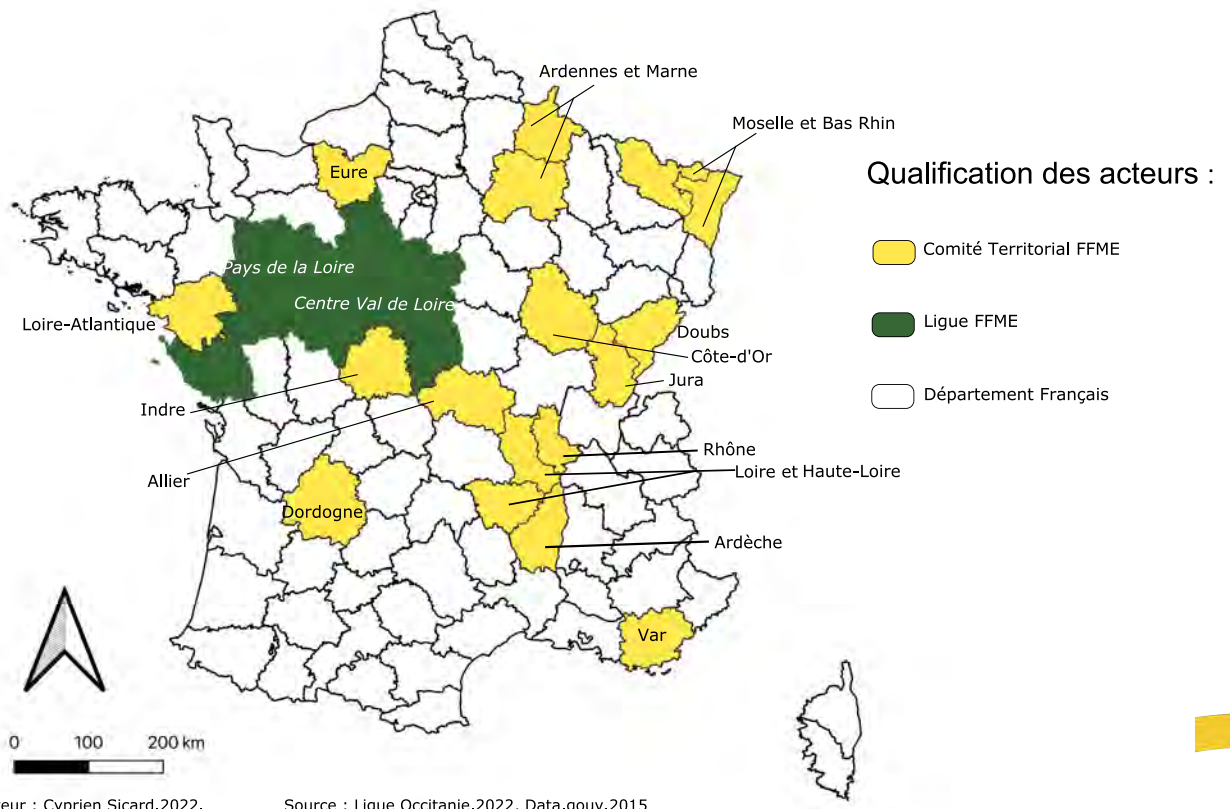 Ardennes et Marne
Moselle et Bas Rhin
Eure
Qualification des acteurs :
Comité Territorial FFME
Pays de la Loire
Centre Val de Loire
Loire-Atlantique
Ligue FFME
Doubs
Côte-d'Or
Jura
Département Français
Indre
Rhône
Loire et Haute-Loire
Allier
Dordogne
Ardèche
Var
0 100 200 km
eur : Cyprien Sicard,2022. Source : Ligue Occitanie,2022, Data.gouv,2015